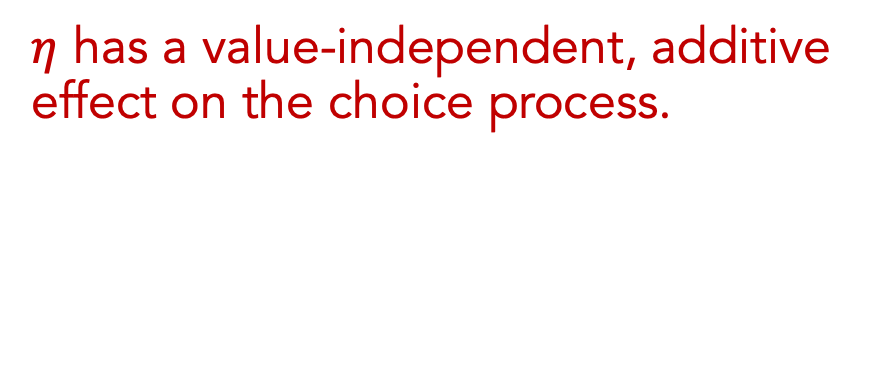 η has a value-independent, additive
effect on the choice process.